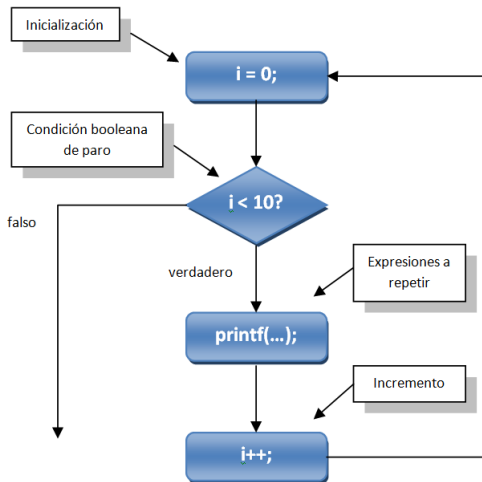 Inicialización
i = 0;
Condición booleana
de paro
i < 10?
falso
verdadero
Expresiones a
repetir
printf(...);
Incremento
i++;